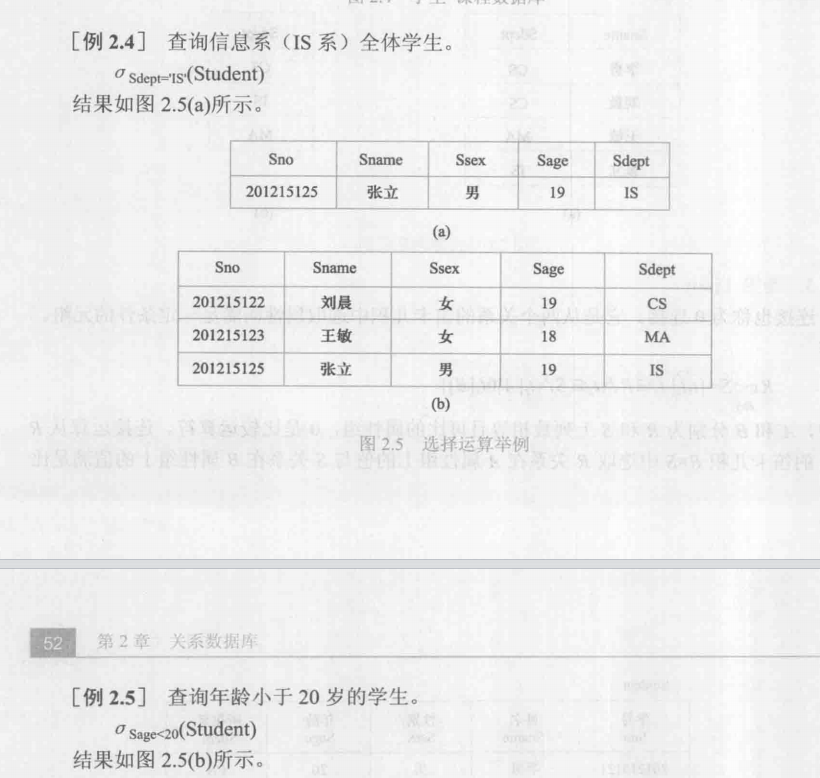 [例 2.4] 查询信息系（IS 系）全体学生。
σSdept='IS'(Student)
结果如图 2.5(a)所示。
Sno Sname Ssex Sage Sdept
201215125 张立 男 19 IS
(a)
Sno Sname Ssex Sage Sdept
201215122 刘晨 女 19 CS
201215123 王敏 女 18 MA
201215125 张立 男 19 IS
(b)
图 2.5 选择运算举例
52 第 2 章 关系数据库
[例 2.5] 查询年龄小于 20 岁的学生。
σSage<20(Student)
结果如图 2.5(b)所示。